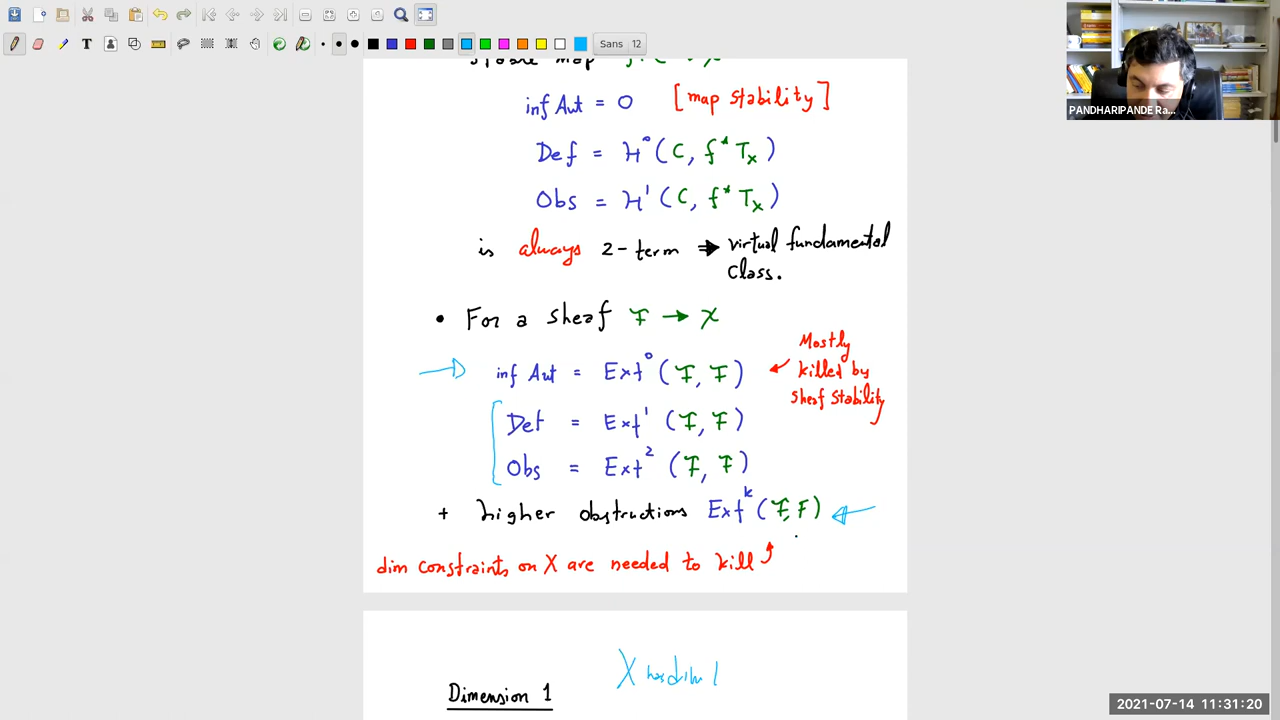 Sans 12
PANDHARIPANDE Ra...
stable map f: C → X
inf Aut = 0 [map stability]
Def = H⁰(C, f*Tₓ)
Obs = H¹(C, f*Tₓ)
is always 2-term ⇒ virtual fundamental
class.
• For a sheaf F → X
inf Aut = Ext⁰(F, F)
Mostly
killed by
sheaf stability
Def = Ext¹(F, F)
Obs = Ext²(F, F)
+ higher obstructions Extᵏ(F, F)
dim constraints on X are needed to kill
X has dim 1
Dimension 1
2021-07-14 11:31:20